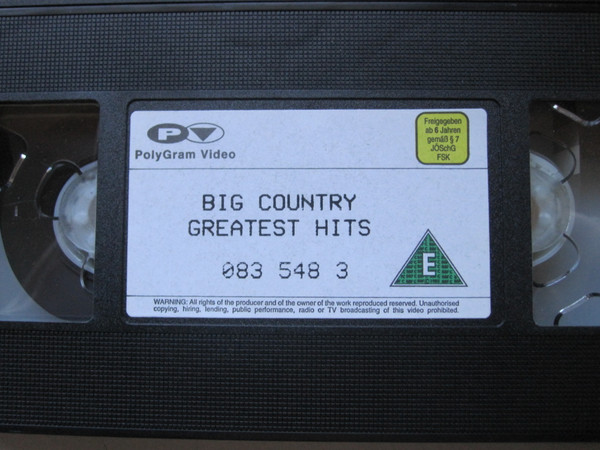 PV
PolyGram Video
Freigegeben
ab 6 Jahren
gemäß § 7
JÖSchG
FSK
BIG COUNTRY
GREATEST HITS
083 548 3
E
WARNING: All rights of the producer and of the owner of the work reproduced reserved. Unauthorised
copying, hiring, lending, public performance, radio or TV broadcasting of this video prohibited.